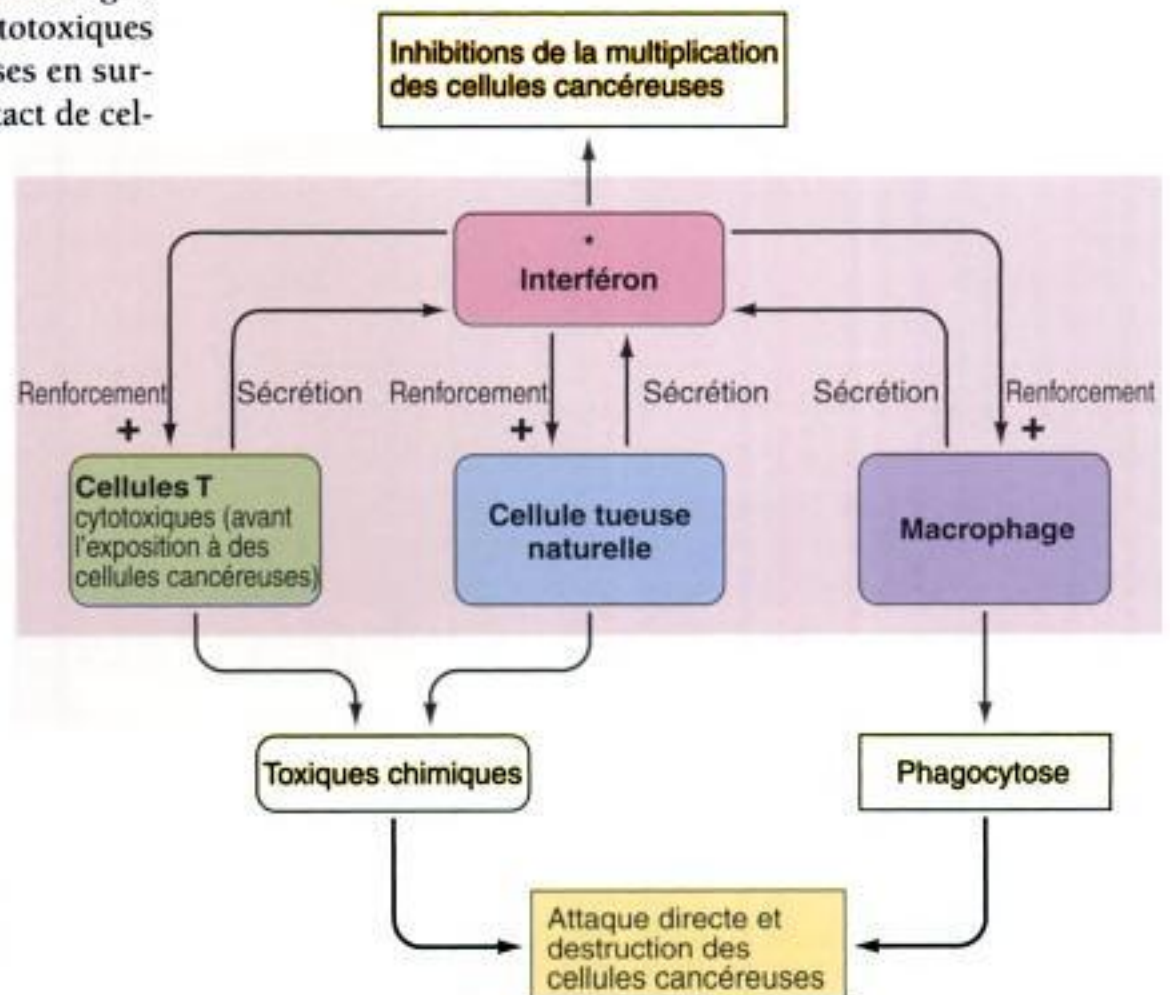 totoxiques
ses en sur-
tact de cel-
Inhibitions de la multiplication
des cellules cancéreuses
*
Interféron
Renforcement
+
Sécrétion
Renforcement
+
Sécrétion
Sécrétion
Renforcement
+
Cellules T
cytotoxiques (avant
l'exposition à des
cellules cancéreuses)
Cellule tueuse
naturelle
Macrophage
Toxiques chimiques
Phagocytose
Attaque directe et
destruction des
cellules cancéreuses